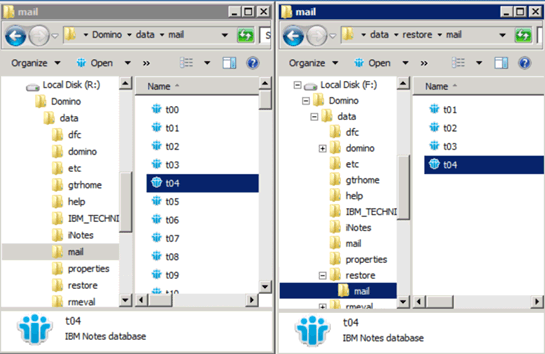 mail
Domino ▸ data ▸ mail
S
Organize Open »
Local Disk (R:)
Domino
data
dfc
domino
etc
gtrhome
help
IBM_TECHNI
iNotes
mail
properties
restore
rmeval
Name
t00
t01
t02
t03
t04
t05
t06
t07
t08
t09
t10
t04
IBM Notes database
mail
data ▸ restore ▸ mail
Organize Open »
Local Disk (F:)
Domino
data
dfc
domino
etc
gtrhome
help
IBM_TECHNI
iNotes
mail
properties
restore
mail
rmeval
Name
t01
t02
t03
t04
t04
IBM Notes database